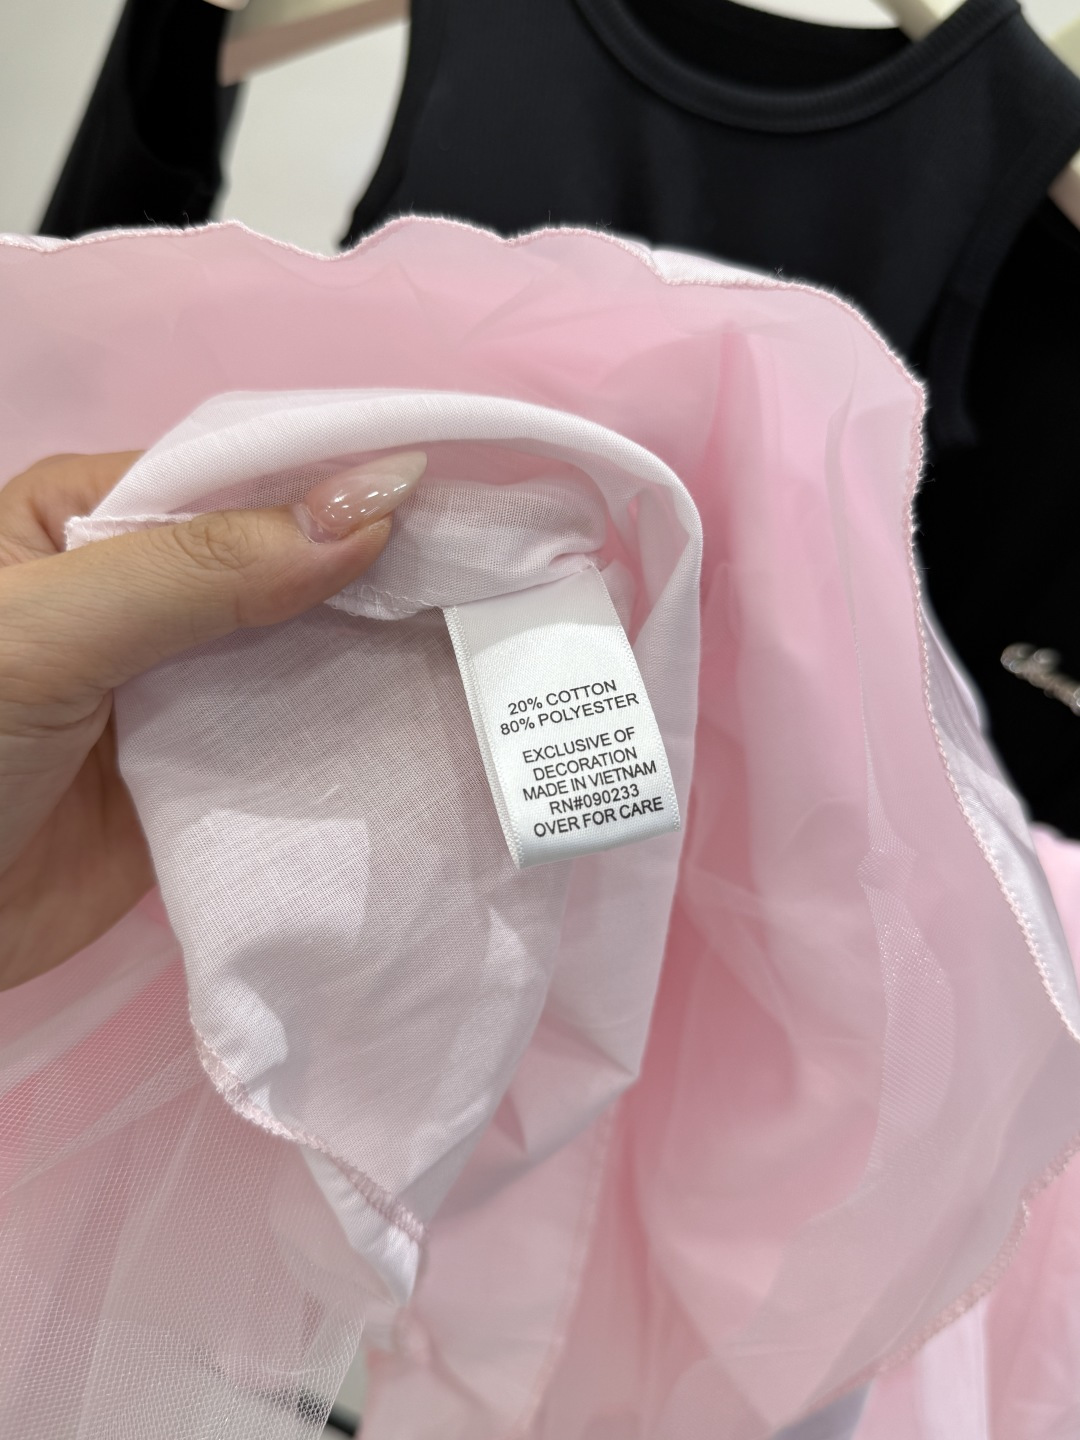 20% COTTON
80% POLYESTER
EXCLUSIVE OF
DECORATION
MADE IN VIETNAM
RN#090233
OVER FOR CARE